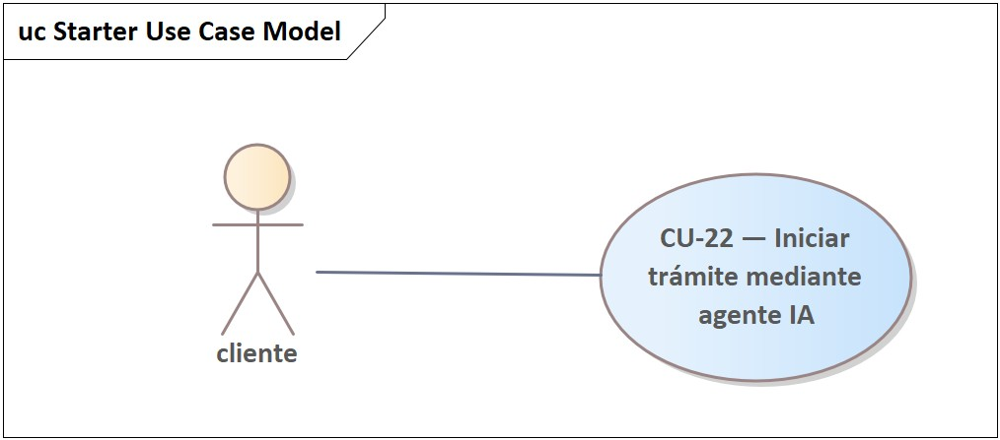 uc Starter Use Case Model
cliente
CU-22 — Iniciar
trámite mediante
agente IA